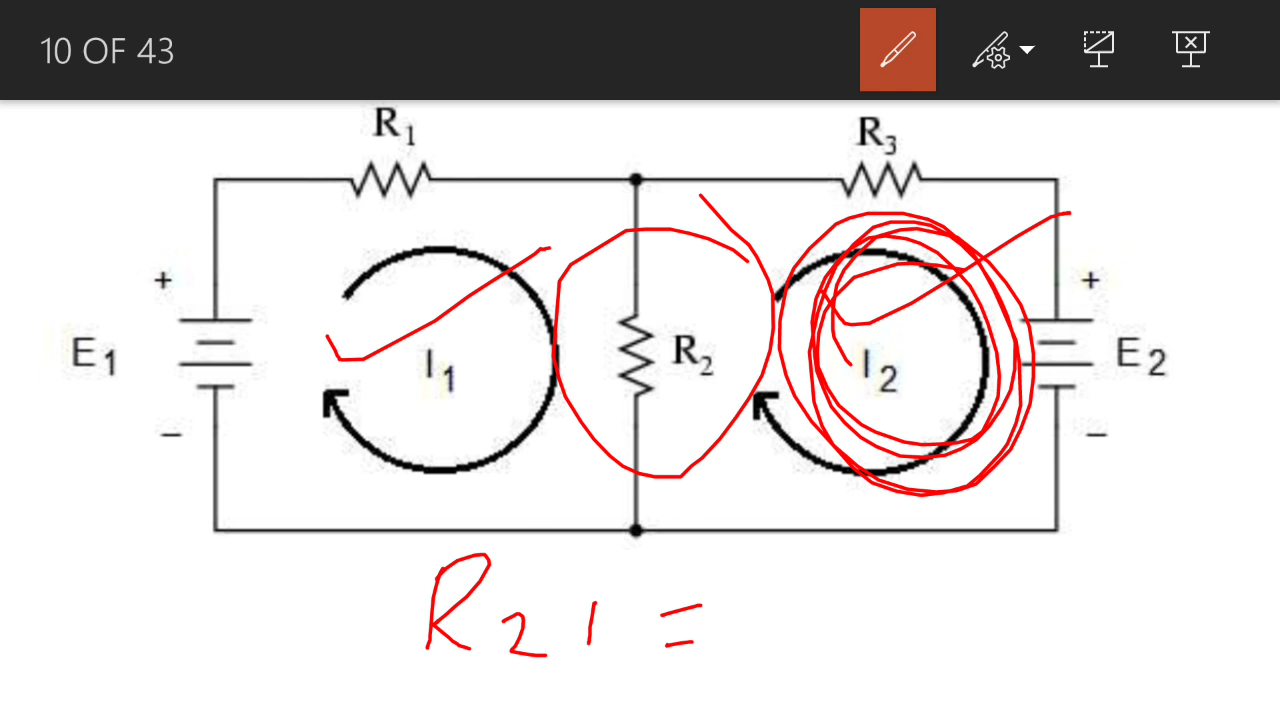 10 OF 43
R1
R3
+
+
E1
I1
R2
I2
E2
−
−
R21 =